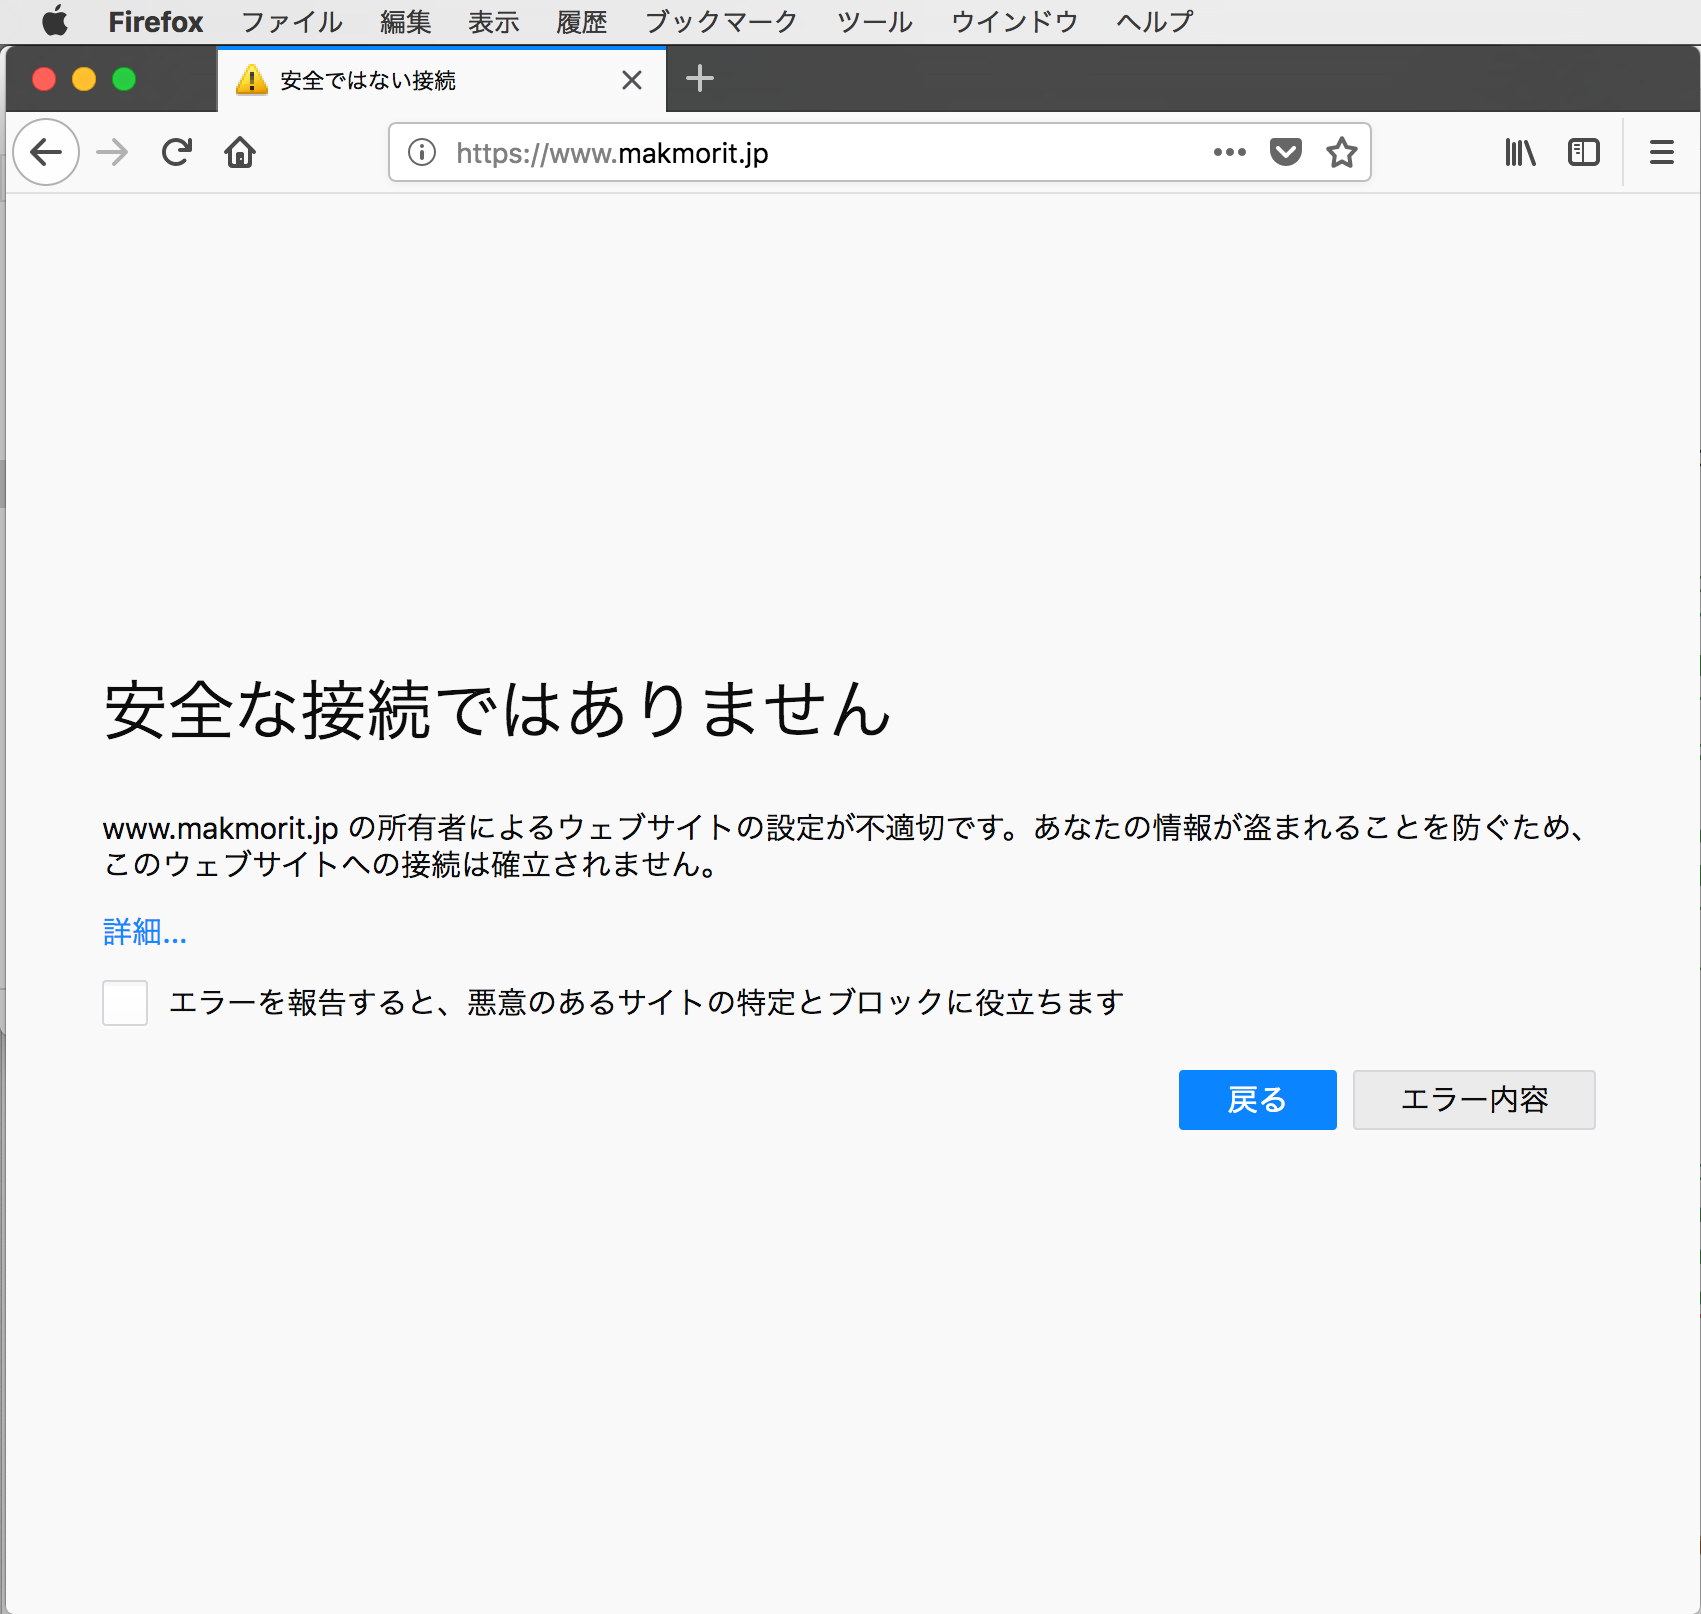 Firefox ファイル 編集 表示 履歴 ブックマーク ツール ウインドウ ヘルプ
安全ではない接続
https://www.makmorit.jp
安全な接続ではありません
www.makmorit.jp の所有者によるウェブサイトの設定が不適切です。あなたの情報が盗まれることを防ぐため、
このウェブサイトへの接続は確立されません。
詳細...
エラーを報告すると、悪意のあるサイトの特定とブロックに役立ちます
戻る エラー内容